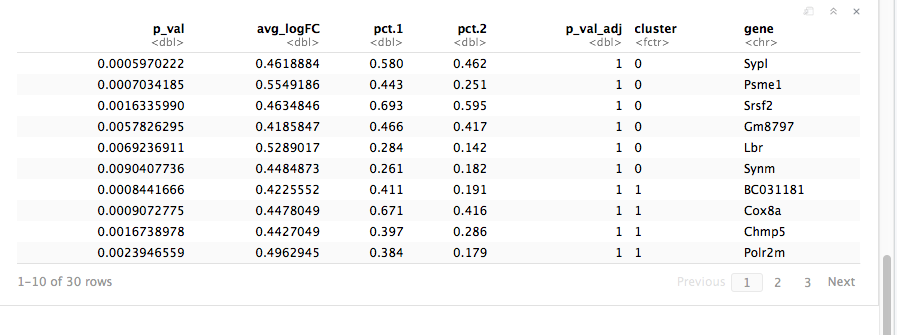 p_val avg_logFC pct.1 pct.2 p_val_adj cluster gene
<dbl> <dbl> <dbl> <dbl> <dbl> <fctr> <chr>
0.0005970222 0.4618884 0.580 0.462 1 0 Sypl
0.0007034185 0.5549186 0.443 0.251 1 0 Psme1
0.0016335990 0.4634846 0.693 0.595 1 0 Srsf2
0.0057826295 0.4185847 0.466 0.417 1 0 Gm8797
0.0069236911 0.5289017 0.284 0.142 1 0 Lbr
0.0090407736 0.4484873 0.261 0.182 1 0 Synm
0.0008441666 0.4225552 0.411 0.191 1 1 BC031181
0.0009072775 0.4478049 0.671 0.416 1 1 Cox8a
0.0016738978 0.4427049 0.397 0.286 1 1 Chmp5
0.0023946559 0.4962945 0.384 0.179 1 1 Polr2m
1-10 of 30 rows Previous 1 2 3 Next